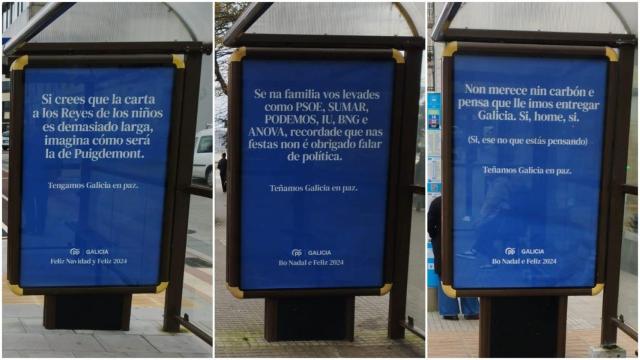 Si crees que la carta
a los Reyes de los niños
es demasiado larga,
imagina cómo será
la de Puigdemont.
Tengamos Galicia en paz.
PP GALICIA
Feliz Navidad y Feliz 2024
Se na familia vos levades
como PSOE, SUMAR,
PODEMOS, IU, BNG e
ANOVA, recordade que nas
festas non é obrigado falar
de política.
Teñamos Galicia en paz.
PP GALICIA
Bo Nadal e Feliz 2024
Non merece nin carbón e
pensa que lle imos entregar
Galicia. Si, home, si.
(Si, ese no que estás pensando)
Teñamos Galicia en paz.
PP GALICIA
Bo Nadal e Feliz 2024